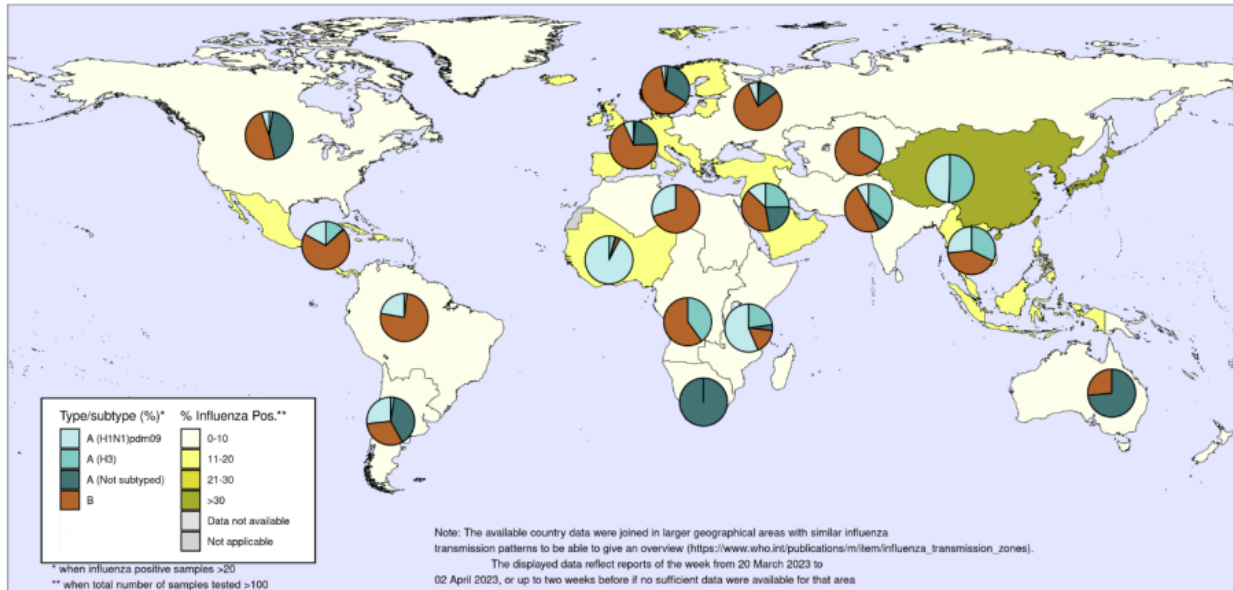 Type/subtype (%)*
A (H1N1)pdm09
A (H3)
A (Not subtyped)
B
% Influenza Pos.**
0-10
11-20
21-30
>30
Data not available
Not applicable
* when influenza positive samples >20
** when total number of samples tested >100
Note: The available country data were joined in larger geographical areas with similar influenza
transmission patterns to be able to give an overview (https://www.who.int/publications/m/item/influenza_transmission_zones).
The displayed data reflect reports of the week from 20 March 2023 to
02 April 2023, or up to two weeks before if no sufficient data were available for that area